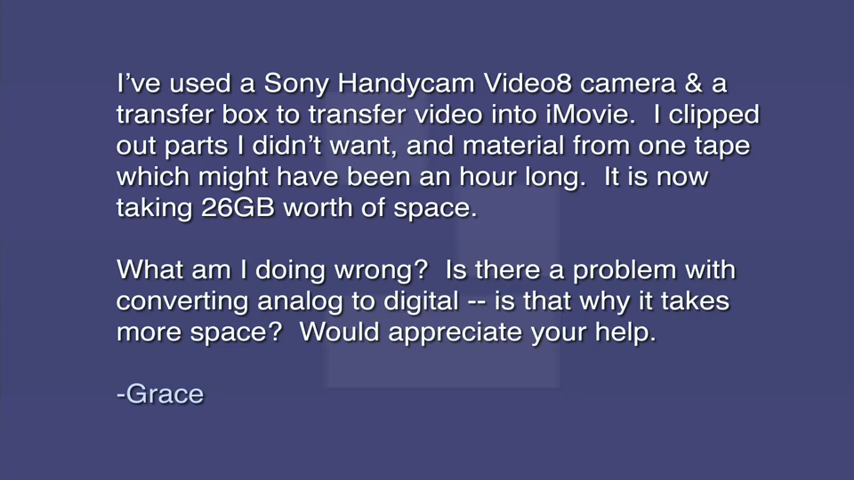 I've used a Sony Handycam Video8 camera & a
transfer box to transfer video into iMovie.  I clipped
out parts I didn't want, and material from one tape
which might have been an hour long.  It is now
taking 26GB worth of space.
What am I doing wrong?  Is there a problem with
converting analog to digital -- is that why it takes
more space?  Would appreciate your help.
-Grace